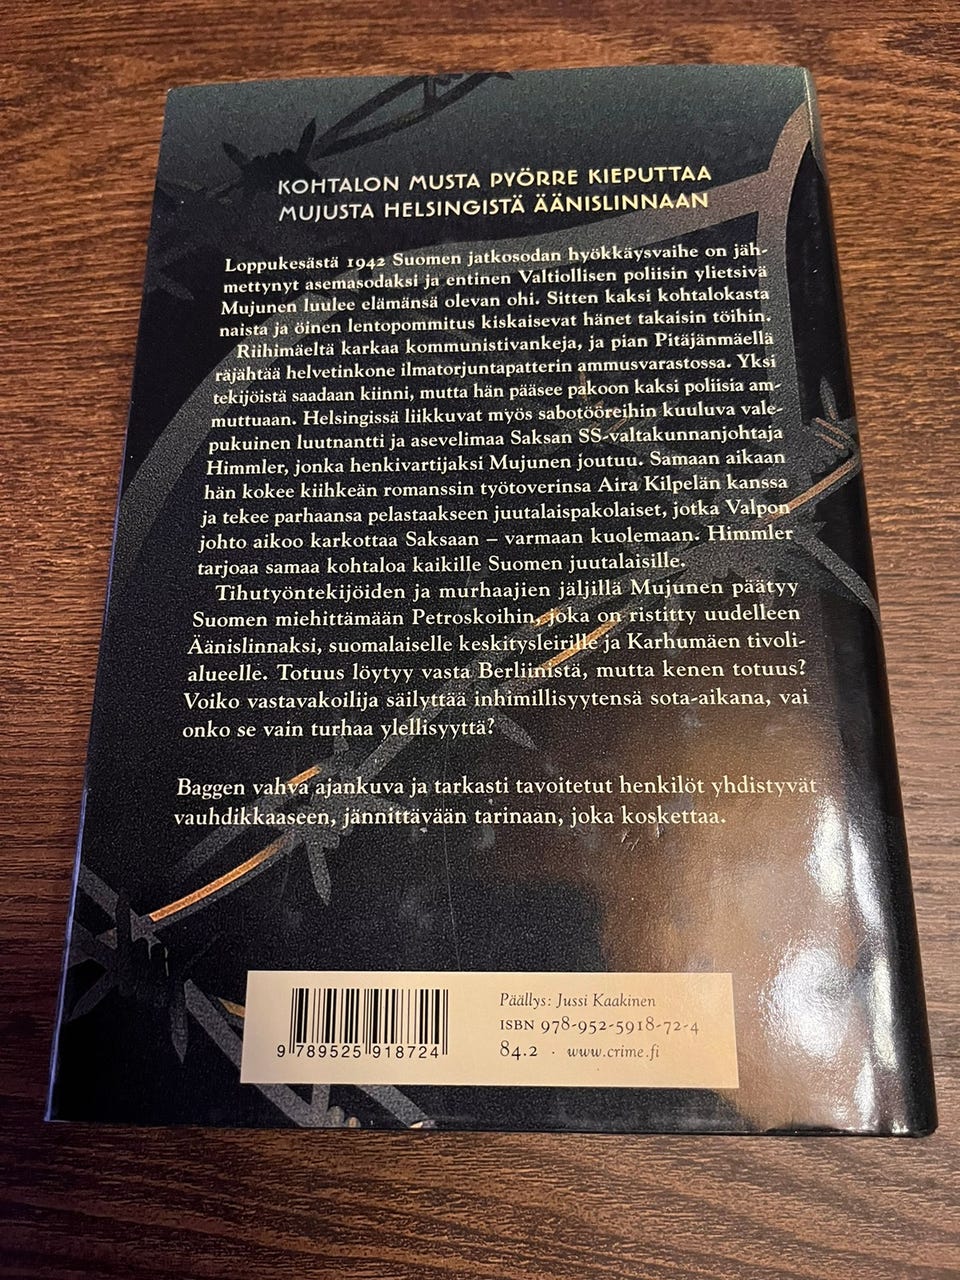 KOHTALON MUSTA PYÖRRE KIEPUTTAA
MUJUSTA HELSINGISTÄ ÄÄNISLINNAAN
Loppukesästä 1942 Suomen jatkosodan hyökkäysvaihe on jäh-
mettynyt asemasodaksi ja entinen Valtiollisen poliisin ylietsivä
Mujunen luulee elämänsä olevan ohi. Sitten kaksi kohtalokasta
naista ja öinen lentopommitus kiskaisevat hänet takaisin töihin.
Riihimäeltä karkaa kommunistivankeja, ja pian Pitäjänmäellä
räjähtää helvetinkone ilmatorjuntapatterin ammusvarastossa. Yksi
tekijöistä saadaan kiinni, mutta hän pääsee pakoon kaksi poliisia am-
muttuaan. Helsingissä liikkuvat myös sabotööreihin kuuluva vale-
pukuinen luutnantti ja asevelimaa Saksan SS-valtakunnanjohtaja
Himmler, jonka henkivartijaksi Mujunen joutuu. Samaan aikaan
hän kokee kiihkeän romanssin työtoverinsa Aira Kilpelän kanssa
ja tekee parhaansa pelastaakseen juutalaispakolaiset, jotka Valpon
johto aikoo karkottaa Saksaan – varmaan kuolemaan. Himmler
tarjoaa samaa kohtaloa kaikille Suomen juutalaisille.
Tihutyöntekijöiden ja murhaajien jäljillä Mujunen päätyy
Suomen miehittämään Petroskoihin, joka on ristitty uudelleen
Äänislinnaksi, suomalaiselle keskitysleirille ja Karhumäen tivoli-
alueelle. Totuus löytyy vasta Berliinistä, mutta kenen totuus?
Voiko vastavakoilija säilyttää inhimillisyytensä sota-aikana, vai
onko se vain turhaa ylellisyyttä?
Baggen vahva ajankuva ja tarkasti tavoitetut henkilöt yhdistyvät
vauhdikkaaseen, jännittävään tarinaan, joka koskettaa.
Päällys: Jussi Kaakinen
ISBN 978-952-5918-72-4
84.2 · www.crime.fi
9 789525 918724